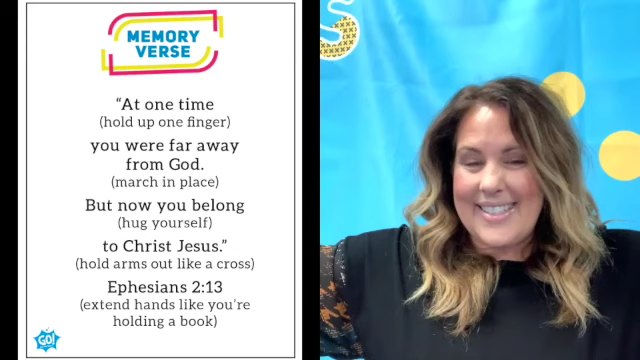 MEMORY
VERSE
“At one time
(hold up one finger)
you were far away
from God.
(march in place)
But now you belong
(hug yourself)
to Christ Jesus.”
(hold arms out like a cross)
Ephesians 2:13
(extend hands like you’re
holding a book)
GO!
S